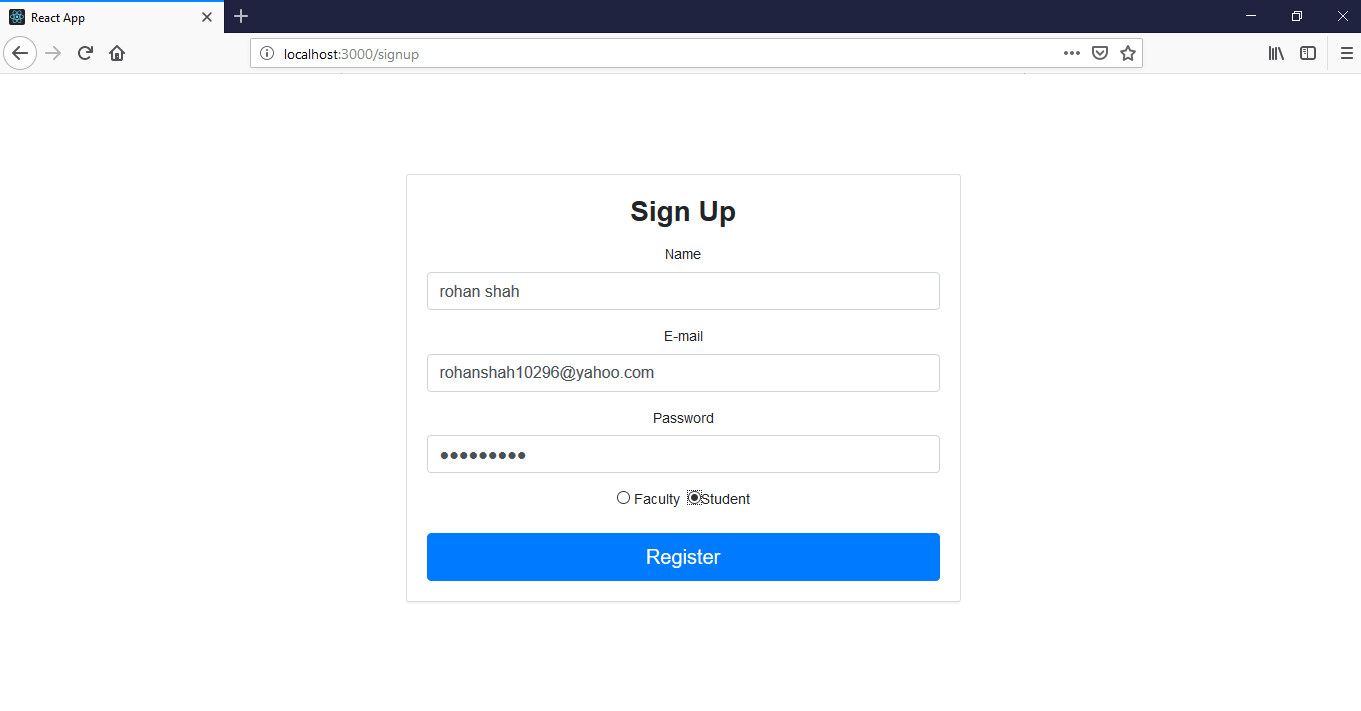 React App
localhost:3000/signup
Sign Up
Name
rohan shah
E-mail
rohanshah10296@yahoo.com
Password
●●●●●●●●●
Faculty Student
Register